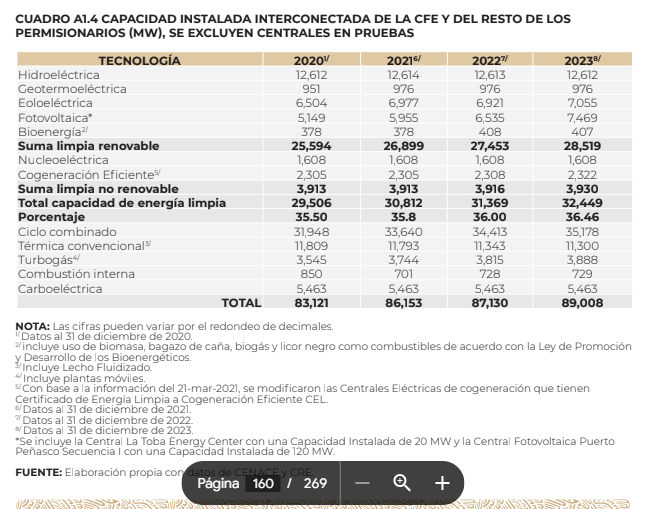 CUADRO A1.4 CAPACIDAD INSTALADA INTERCONECTADA DE LA CFE Y DEL RESTO DE LOS
PERMISIONARIOS (MW), SE EXCLUYEN CENTRALES EN PRUEBAS
TECNOLOGÍA 2020¹/ 2021⁶/ 2022⁷/ 2023⁸/
Hidroeléctrica 12,612 12,614 12,613 12,612
Geotermoeléctrica 951 976 976 976
Eoloeléctrica 6,504 6,977 6,921 7,055
Fotovoltaica* 5,149 5,955 6,535 7,469
Bioenergía²/ 378 378 408 407
Suma limpia renovable 25,594 26,899 27,453 28,519
Nucleoeléctrica 1,608 1,608 1,608 1,608
Cogeneración Eficiente⁵/ 2,305 2,305 2,308 2,322
Suma limpia no renovable 3,913 3,913 3,916 3,930
Total capacidad de energía limpia 29,506 30,812 31,369 32,449
Porcentaje 35.50 35.8 36.00 36.46
Ciclo combinado 31,948 33,640 34,413 35,178
Térmica convencional³/ 11,809 11,793 11,343 11,300
Turbogás⁴/ 3,545 3,744 3,815 3,888
Combustión interna 850 701 728 729
Carboeléctrica 5,463 5,463 5,463 5,463
TOTAL 83,121 86,153 87,130 89,008
NOTA: Las cifras pueden variar por el redondeo de decimales.
¹/ Datos al 31 de diciembre de 2020.
²/ incluye uso de biomasa, bagazo de caña, biogás y licor negro como combustibles de acuerdo con la Ley de Promoción
y Desarrollo de los Bioenergéticos.
³/ Incluye Lecho Fluidizado.
⁴/ Incluye plantas móviles.
⁵/ Con base a la información del 21-mar-2021, se modificaron las Centrales Eléctricas de cogeneración que tienen
Certificado de Energía Limpia a Cogeneración Eficiente CEL.
⁶/ Datos al 31 de diciembre de 2021.
⁷/ Datos al 31 de diciembre de 2022.
⁸/ Datos al 31 de diciembre de 2023.
*Se incluye la Central La Toba Energy Center con una Capacidad Instalada de 20 MW y la Central Fotovoltaica Puerto
Peñasco Secuencia I con una Capacidad Instalada de 120 MW.
FUENTE: Elaboración propia con datos de CENACE y CRE.
Página 160 / 269